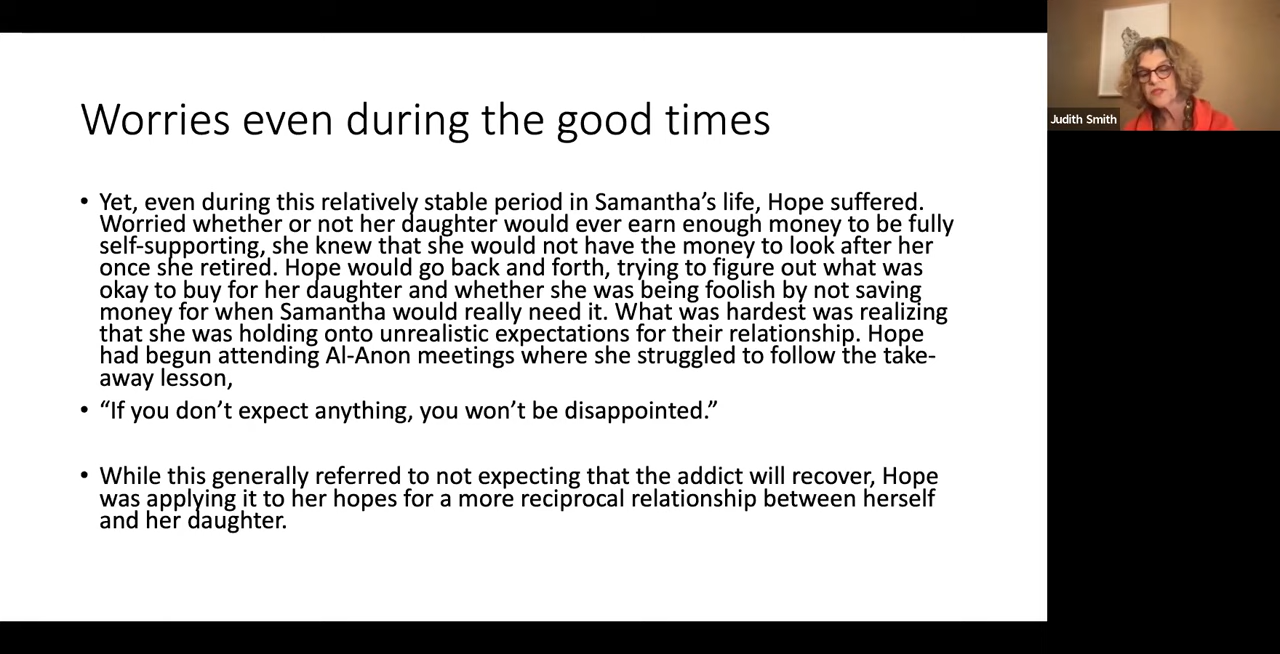 Worries even during the good times
• Yet, even during this relatively stable period in Samantha’s life, Hope suffered.
Worried whether or not her daughter would ever earn enough money to be fully
self-supporting, she knew that she would not have the money to look after her
once she retired. Hope would go back and forth, trying to figure out what was
okay to buy for her daughter and whether she was being foolish by not saving
money for when Samantha would really need it. What was hardest was realizing
that she was holding onto unrealistic expectations for their relationship. Hope
had begun attending Al-Anon meetings where she struggled to follow the take-
away lesson,
• “If you don’t expect anything, you won’t be disappointed.”
• While this generally referred to not expecting that the addict will recover, Hope
was applying it to her hopes for a more reciprocal relationship between herself
and her daughter.
Judith Smith